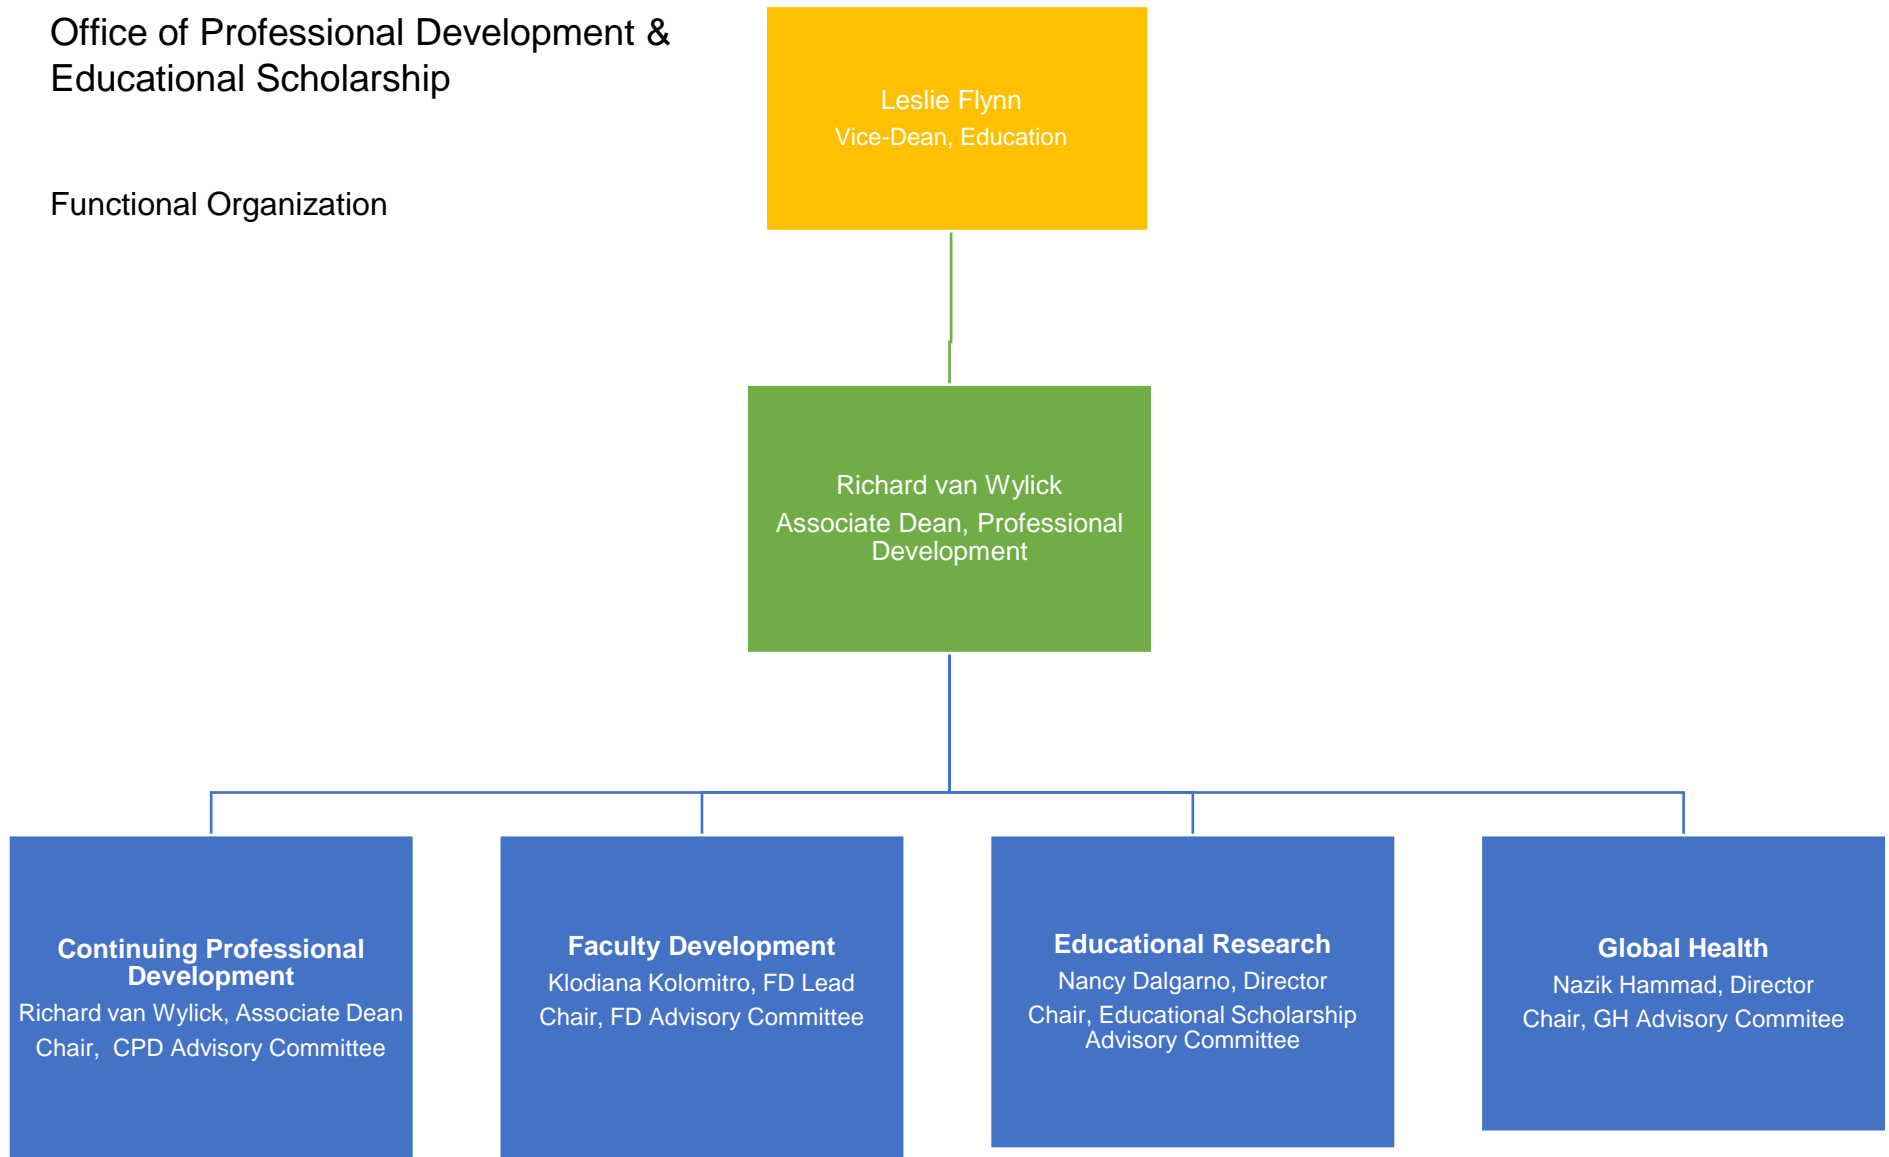 Office of Professional Development &
Educational Scholarship
Functional Organization
Leslie Flynn
Vice-Dean, Education
Richard van Wylick
Associate Dean, Professional
Development
Continuing Professional
Development
Richard van Wylick, Associate Dean
Chair, CPD Advisory Committee
Faculty Development
Klodiana Kolomitro, FD Lead
Chair, FD Advisory Committee
Educational Research
Nancy Dalgarno, Director
Chair, Educational Scholarship
Advisory Committee
Global Health
Nazik Hammad, Director
Chair, GH Advisory Commitee